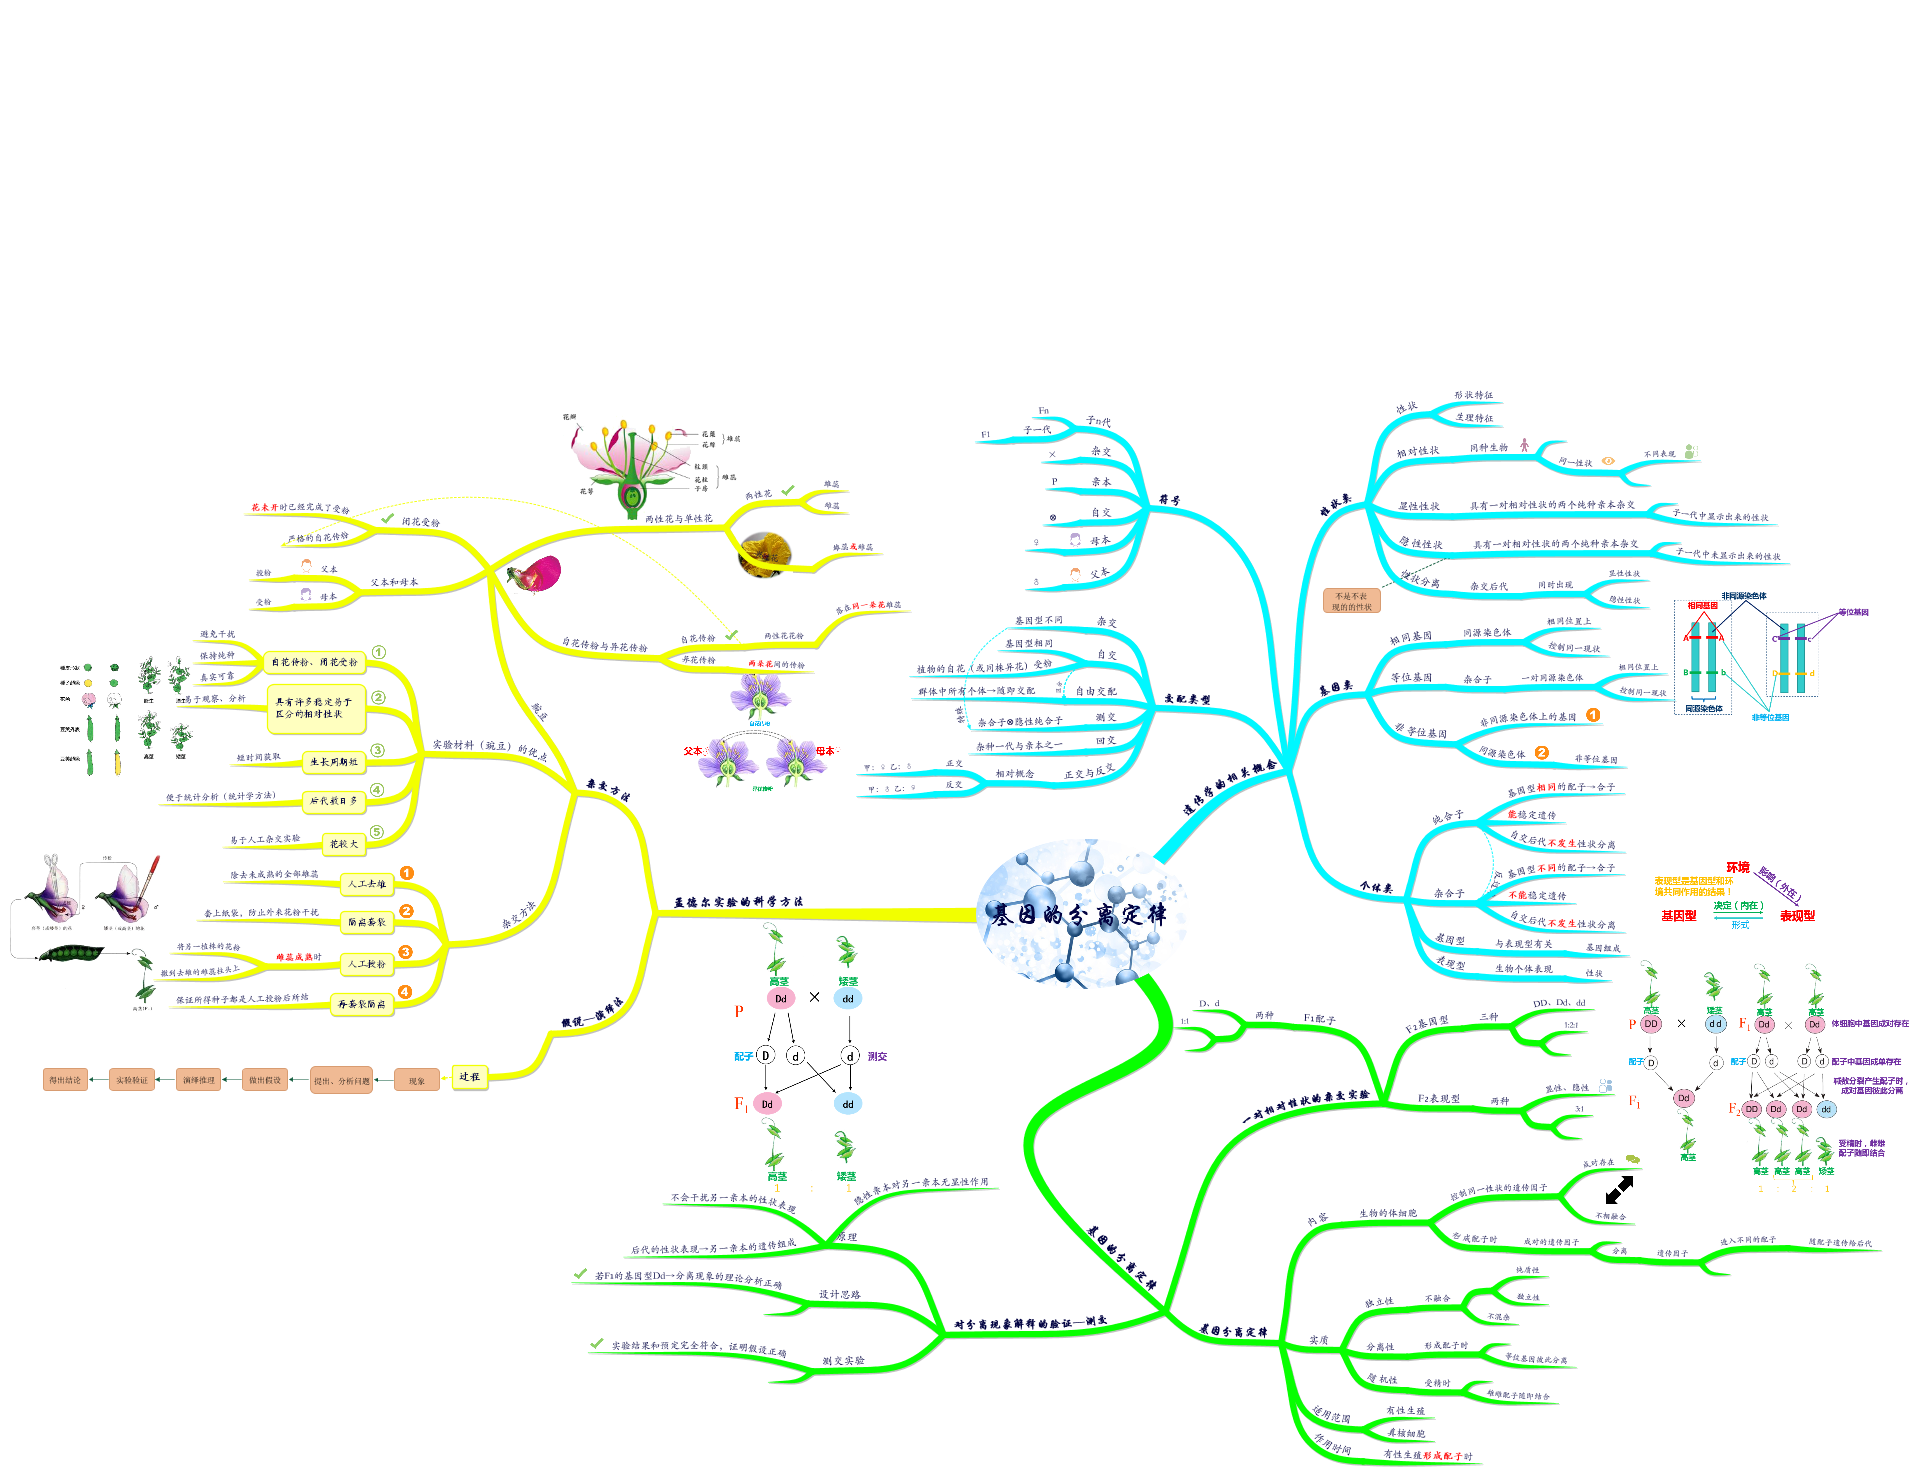 基因的分离定律
遗传学的相关概念
符号
子n代
Fn
子一代
F1
杂交
×
亲本
P
自交
⊗
母本
♀
父本
♂
交配类型
杂交
基因型不同
自交
基因型相同
植物的自花（或同株异花）受粉
自由交配
群体中所有个体→随即交配
测交
杂合子⊗隐性纯合子
回交
杂种一代与亲本之一
正交与反交
相对概念
正交
甲: ♀ 乙: ♂
反交
甲: ♂ 乙: ♀
性状类
性状
形状特征
生理特征
相对性状
同种生物
同一性状
不同表现
显性性状
具有一对相对性状的两个纯种亲本杂交
子一代中显示出来的性状
隐性性状
具有一对相对性状的两个纯种亲本杂交
子一代中未显示出来的性状
不是不表
现的的性状
性状分离
杂交后代
同时出现
显性性状
隐性性状
基因类
相同基因
同源染色体
相同位置上
控制同一现状
等位基因
杂合子
一对同源染色体
相同位置上
控制同一现状
非等位基因
非同源染色体上的基因
1
同源染色体
2
非等位基因
相同基因
非同源染色体
等位基因
A A C c
B b D d
同源染色体
非等位基因
个体类
纯合子
基因型相同的配子→合子
能稳定遗传
自交后代不发生性状分离
杂合子
基因型不同的配子→合子
不能稳定遗传
自交后代不发生性状分离
基因型
与表现型有关
基因组成
表现型
生物个体表现
性状
环境
影响（外在）
表现型是基因型和环
境共同作用的结果！
基因型
决定（内在）
形式
表现型
孟德尔实验的科学方法
杂交方法
豌豆
闭花受粉
花未开时已经完成了受粉
严格的自花传粉
父本和母本
父本
授粉
母本
受粉
两性花与单性花
两性花
雄蕊
雌蕊
雄蕊或雌蕊
花瓣
花药
花丝
雄蕊
柱头
花柱
子房
雌蕊
花萼
自花传粉与异花传粉
自花传粉
两性花花粉
落在同一朵花雌蕊
异花传粉
两朵花间的传粉
自花传粉
父本
母本
异花传粉
实验材料（豌豆）的优点
自花传粉、闭花受粉
①
避免干扰
保持纯种
真实可靠
具有许多稳定易于
区分的相对性状
②
易于观察、分析
生长周期短
③
短时间获取
后代数目多
④
便于统计分析（统计学方法）
花较大
⑤
易于人工杂交实验
杂交方法
人工去雄
1
除去未成熟的全部雄蕊
隔离套袋
2
套上纸袋，防止外来花粉干扰
人工授粉
3
雌蕊成熟时
将另一植株的花粉
撒到去雄的雌蕊柱头上
再套袋隔离
4
保证所得种子都是人工授粉后所结
假说—演绎法
过程
现象
提出、分析问题
做出假设
演绎推理
实验验证
得出结论
高茎
矮茎
P
Dd × dd
配子
D d d
测交
F1
Dd dd
高茎
矮茎
1 : 1
基因的分离定律
一对相对性状的杂交实验
F1配子
两种
D、d
1:1
F2基因型
三种
DD、Dd、dd
1:2:1
F2表现型
两种
显性、隐性
3:1
高茎 矮茎
P DD × dd
配子 D d
F1 Dd
高茎
高茎 高茎
F1 Dd × Dd
体细胞中基因成对存在
配子 D d D d
配子中基因成单存在
减数分裂产生配子时，
成对基因彼此分离
F2 DD Dd Dd dd
受精时，雌雄
配子随即结合
高茎 高茎 高茎 矮茎
1 : 2 : 1
对分离现象解释的验证—测交
原理
隐性亲本对另一亲本无显性作用
不会干扰另一亲本的性状表现
后代的性状表现→另一亲本的遗传组成
设计思路
若F1的基因型Dd→分离现象的理论分析正确
测交实验
实验结果和预定完全符合，证明假设正确
基因分离定律
内容
生物的体细胞
控制同一性状的遗传因子
成对存在
不相融合
形成配子时
成对的遗传因子
分离
遗传因子
进入不同的配子
随配子遗传给后代
实质
独立性
不融合
纯质性
独立性
不混杂
分离性
形成配子时
等位基因彼此分离
随机性
受精时
雌雄配子随即结合
适用范围
有性生殖
真核细胞
作用时间
有性生殖形成配子时